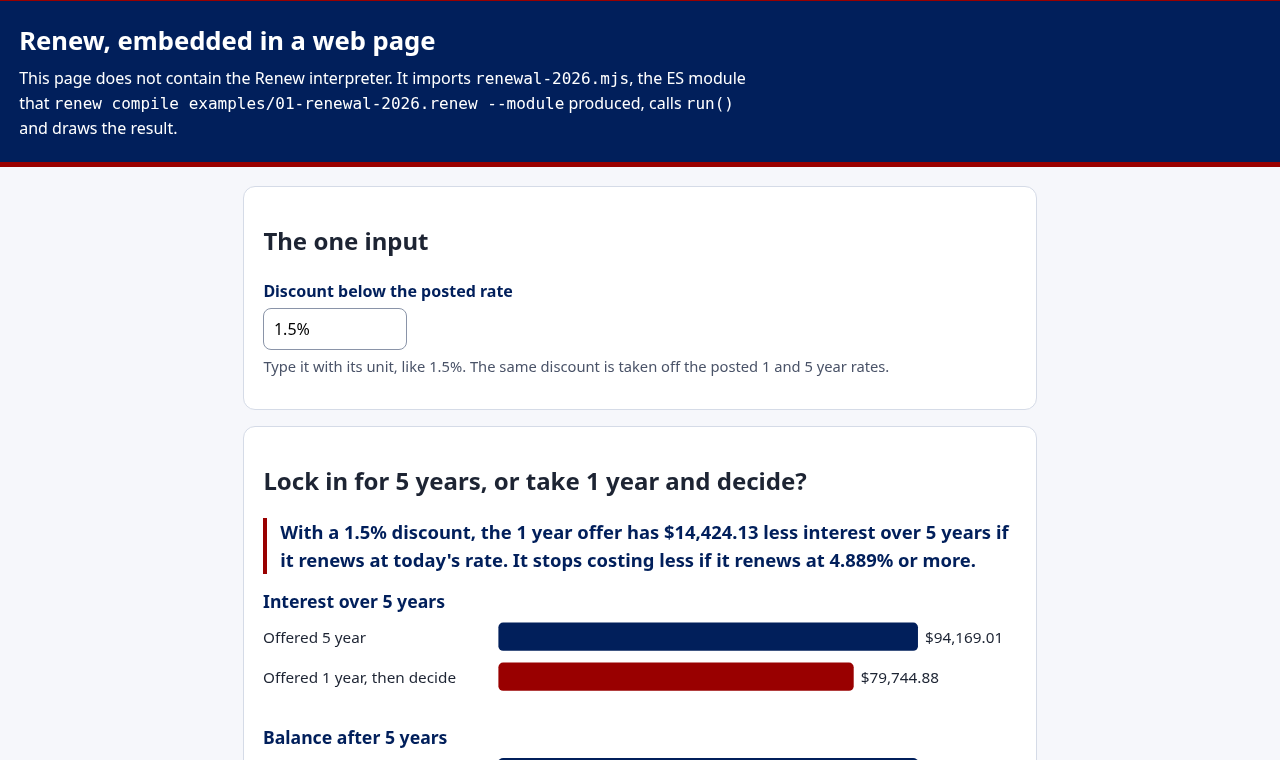 Renew, embedded in a web page
This page does not contain the Renew interpreter. It imports renewal-2026.mjs, the ES module
that renew compile examples/01-renewal-2026.renew --module produced, calls run()
and draws the result.
The one input
Discount below the posted rate
1.5%
Type it with its unit, like 1.5%. The same discount is taken off the posted 1 and 5 year rates.
Lock in for 5 years, or take 1 year and decide?
With a 1.5% discount, the 1 year offer has $14,424.13 less interest over 5 years if
it renews at today's rate. It stops costing less if it renews at 4.889% or more.
Interest over 5 years
Offered 5 year $94,169.01
Offered 1 year, then decide $79,744.88
Balance after 5 years